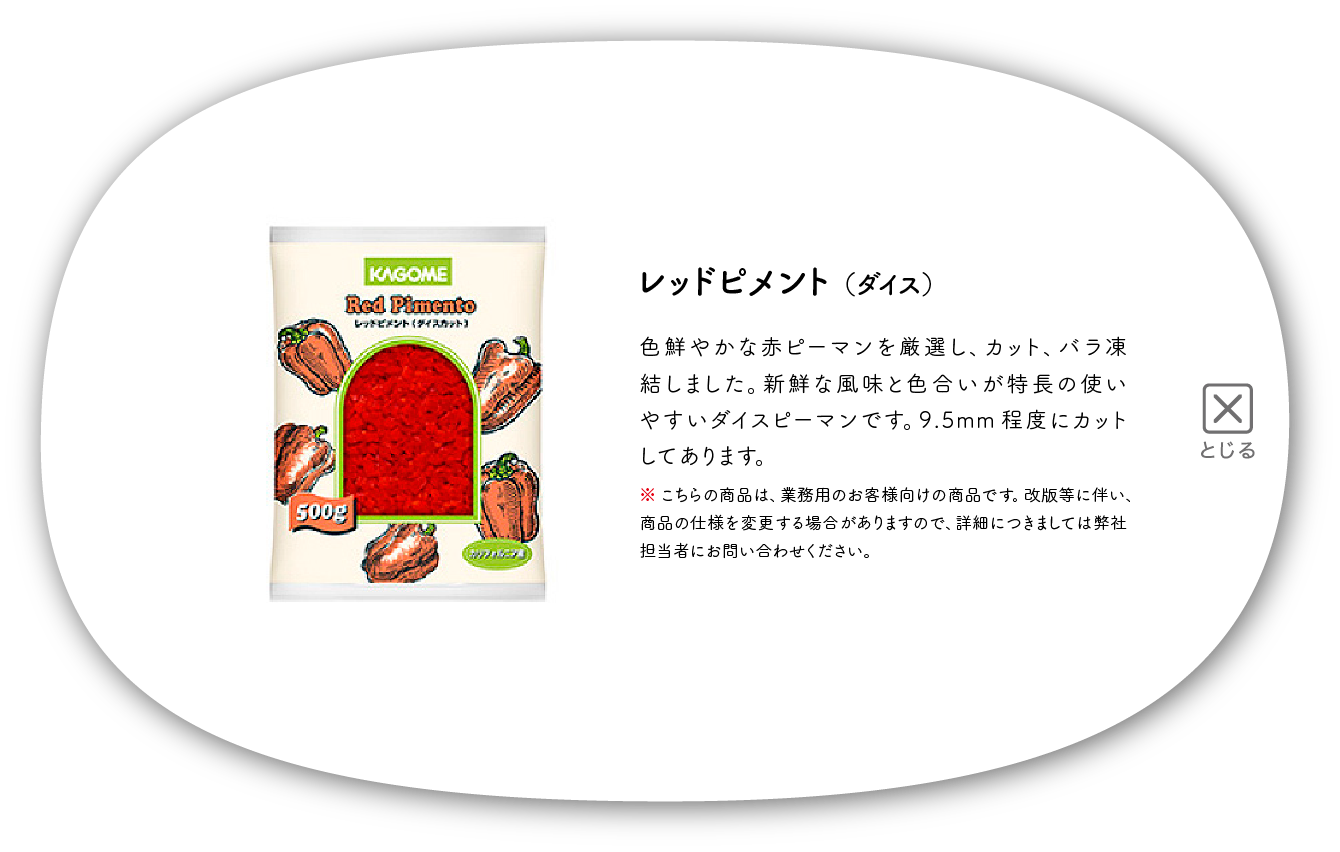 KAGOME
Red Pimento
レッドピメント(ダイスカット)
500g
レッドピメント（ダイス）
色鮮やかな赤ピーマンを厳選し、カット、バラ凍
結しました。新鮮な風味と色合いが特長の使い
やすいダイスピーマンです。9.5mm 程度にカット
してあります。
※ こちらの商品は、業務用のお客様向けの商品です。改版等に伴い、
商品の仕様を変更する場合がありますので、詳細につきましては弊社
担当者にお問い合わせください。
とじる